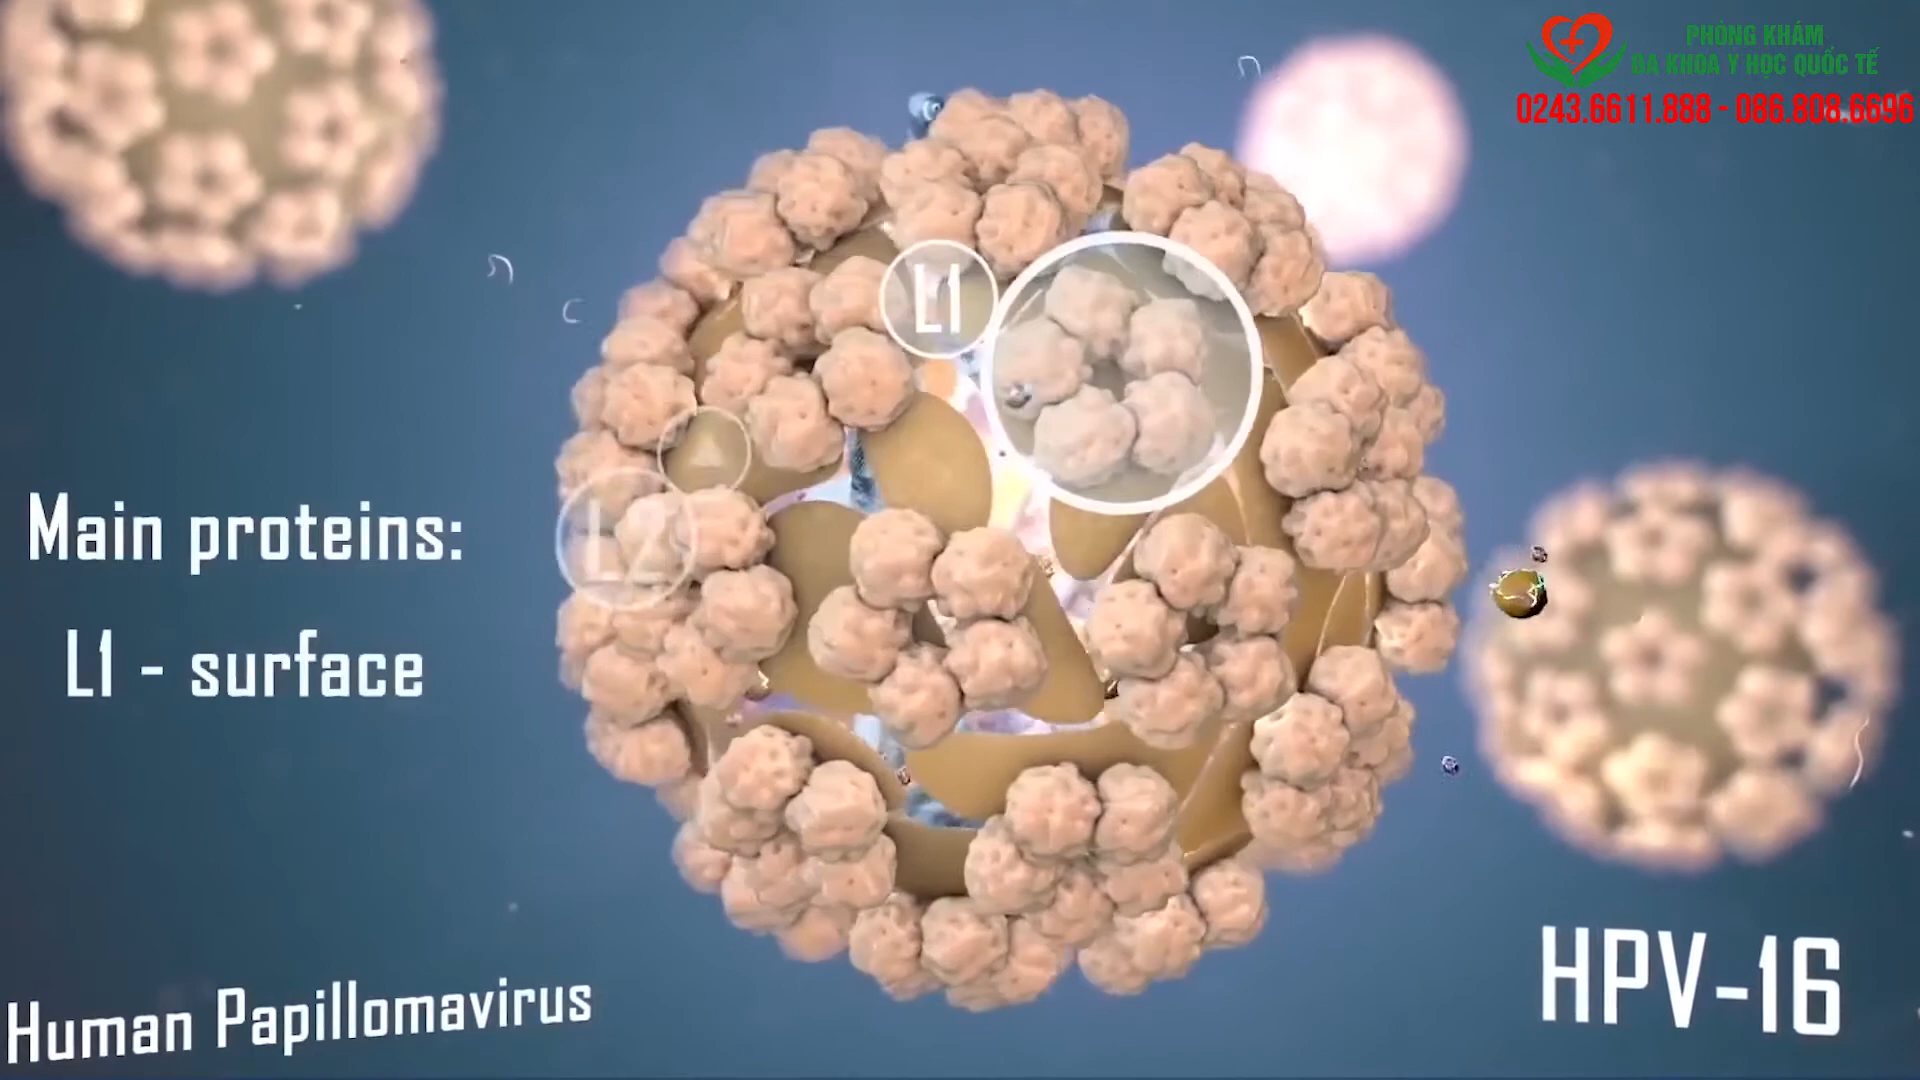 PHÒNG KHÁM
ĐA KHOA Y HỌC QUỐC TẾ
0243.6611.888 - 086.808.6696
L1
L2
Main proteins:
L1 - surface
Human Papillomavirus
HPV-16